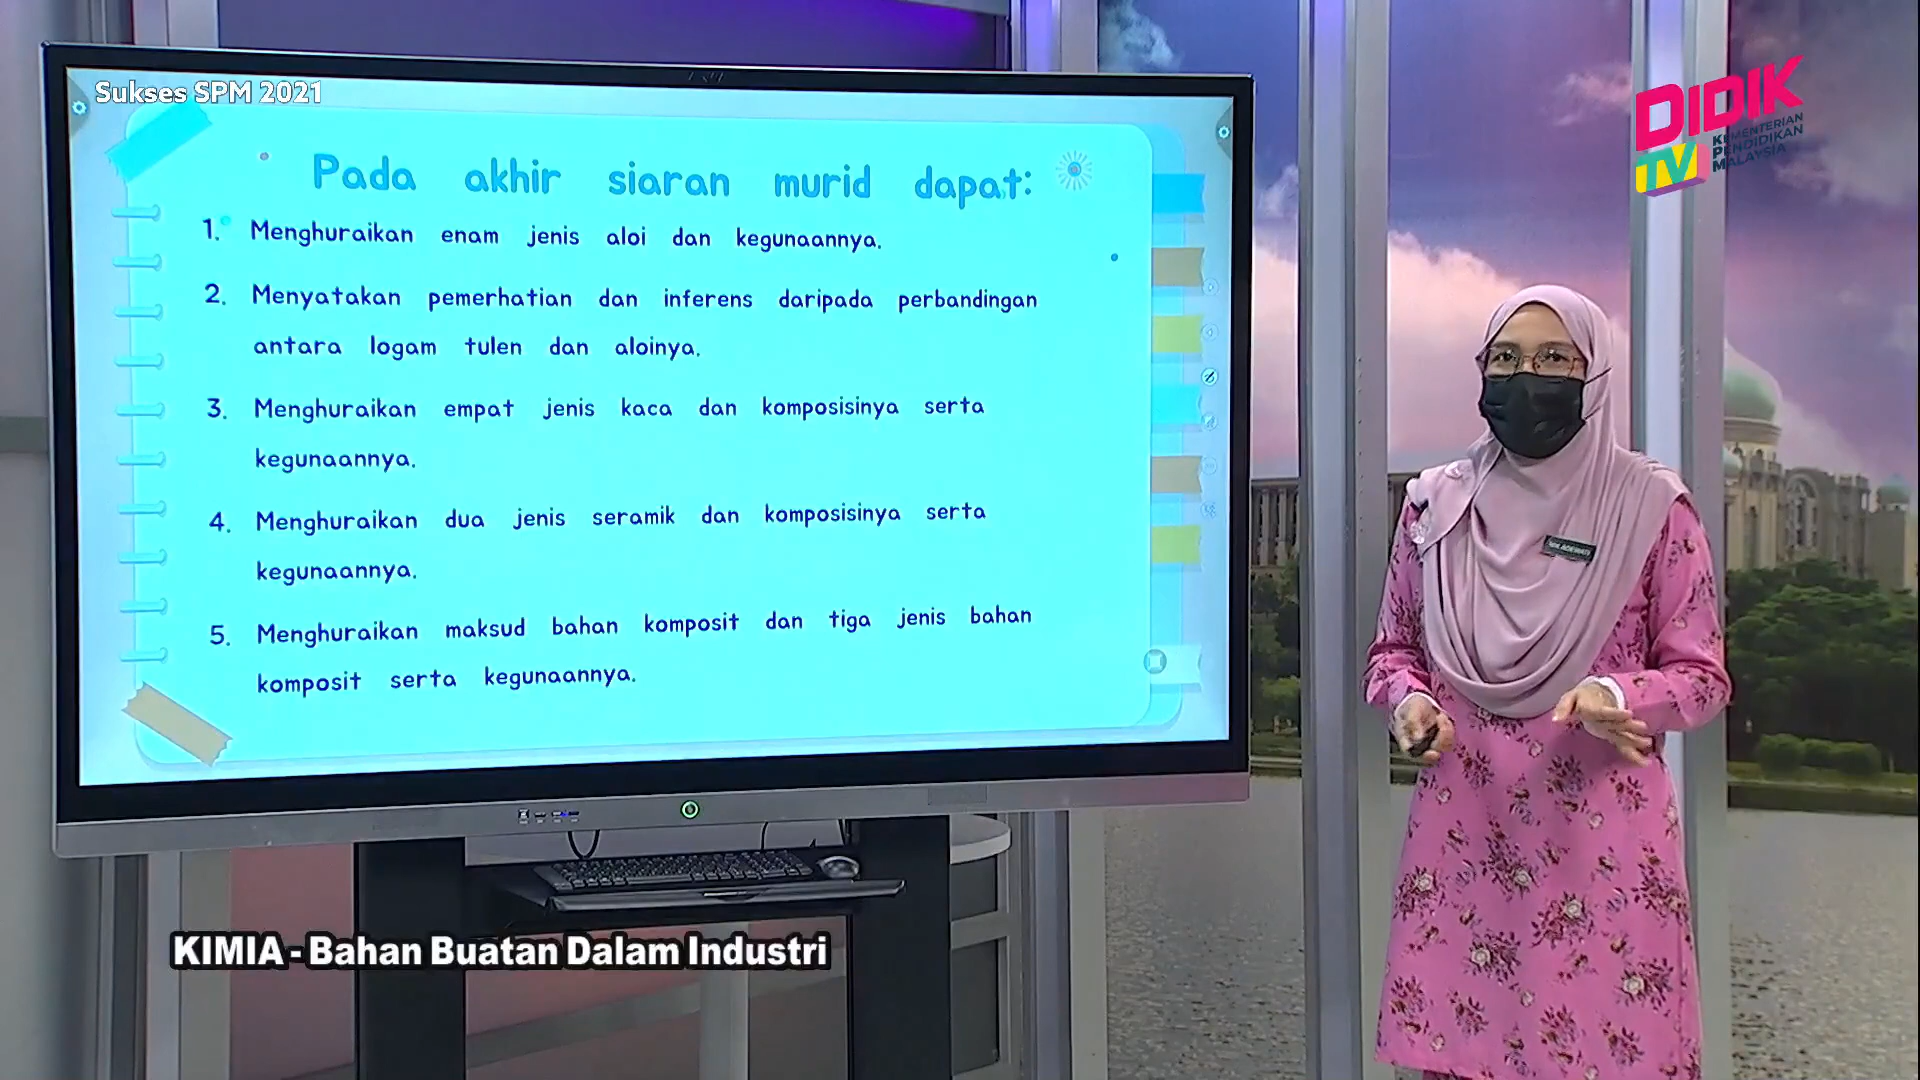 Sukses SPM 2021
Pada akhir siaran murid dapat:
1. Menghuraikan enam jenis aloi dan kegunaannya.
2. Menyatakan pemerhatian dan inferens daripada perbandingan
antara logam tulen dan aloinya.
3. Menghuraikan empat jenis kaca dan komposisinya serta
kegunaannya.
4. Menghuraikan dua jenis seramik dan komposisinya serta
kegunaannya.
5. Menghuraikan maksud bahan komposit dan tiga jenis bahan
komposit serta kegunaannya.
DIDIK
TV
KEMENTERIAN
PENDIDIKAN
MALAYSIA
KIMIA - Bahan Buatan Dalam Industri